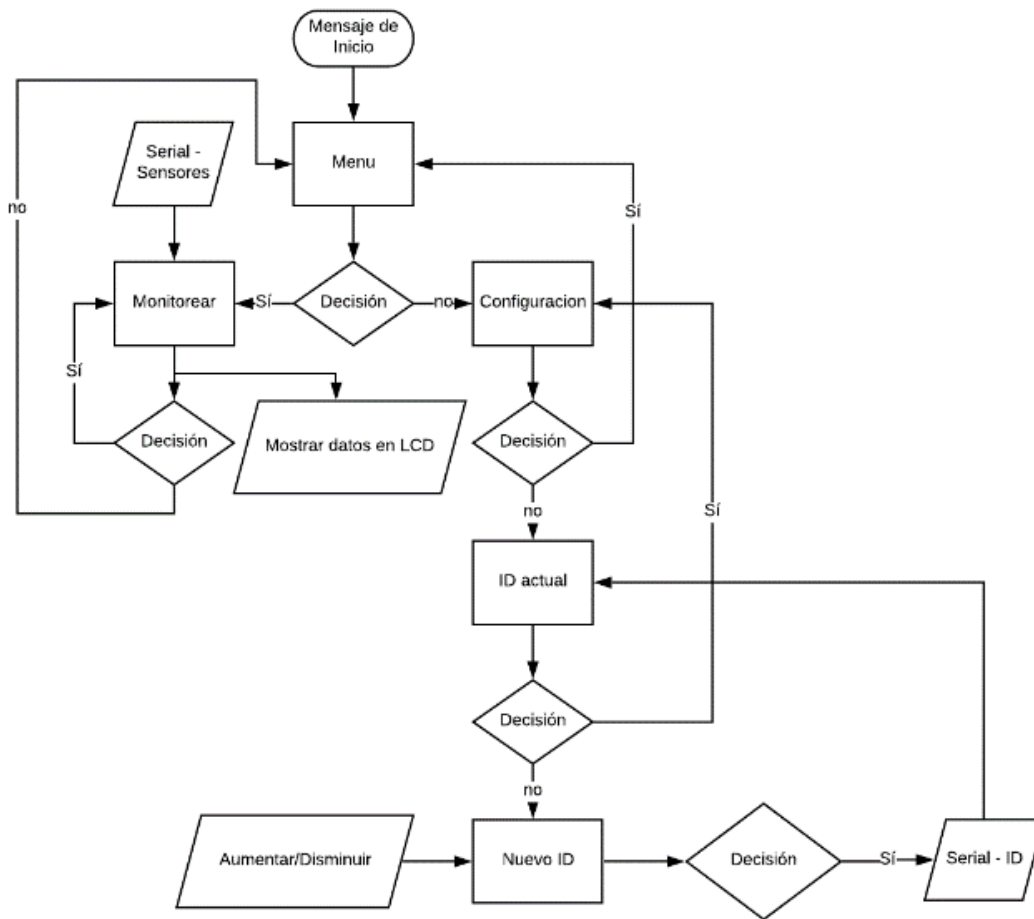 Mensaje de
Inicio
Serial -
Sensores
Menu
no
Sí
Monitorear
Sí
Decisión
no
Configuracion
Sí
Decisión
Mostrar datos en LCD
Decisión
no
Sí
ID actual
Decisión
no
Aumentar/Disminuir
Nuevo ID
Decisión
Sí
Serial - ID